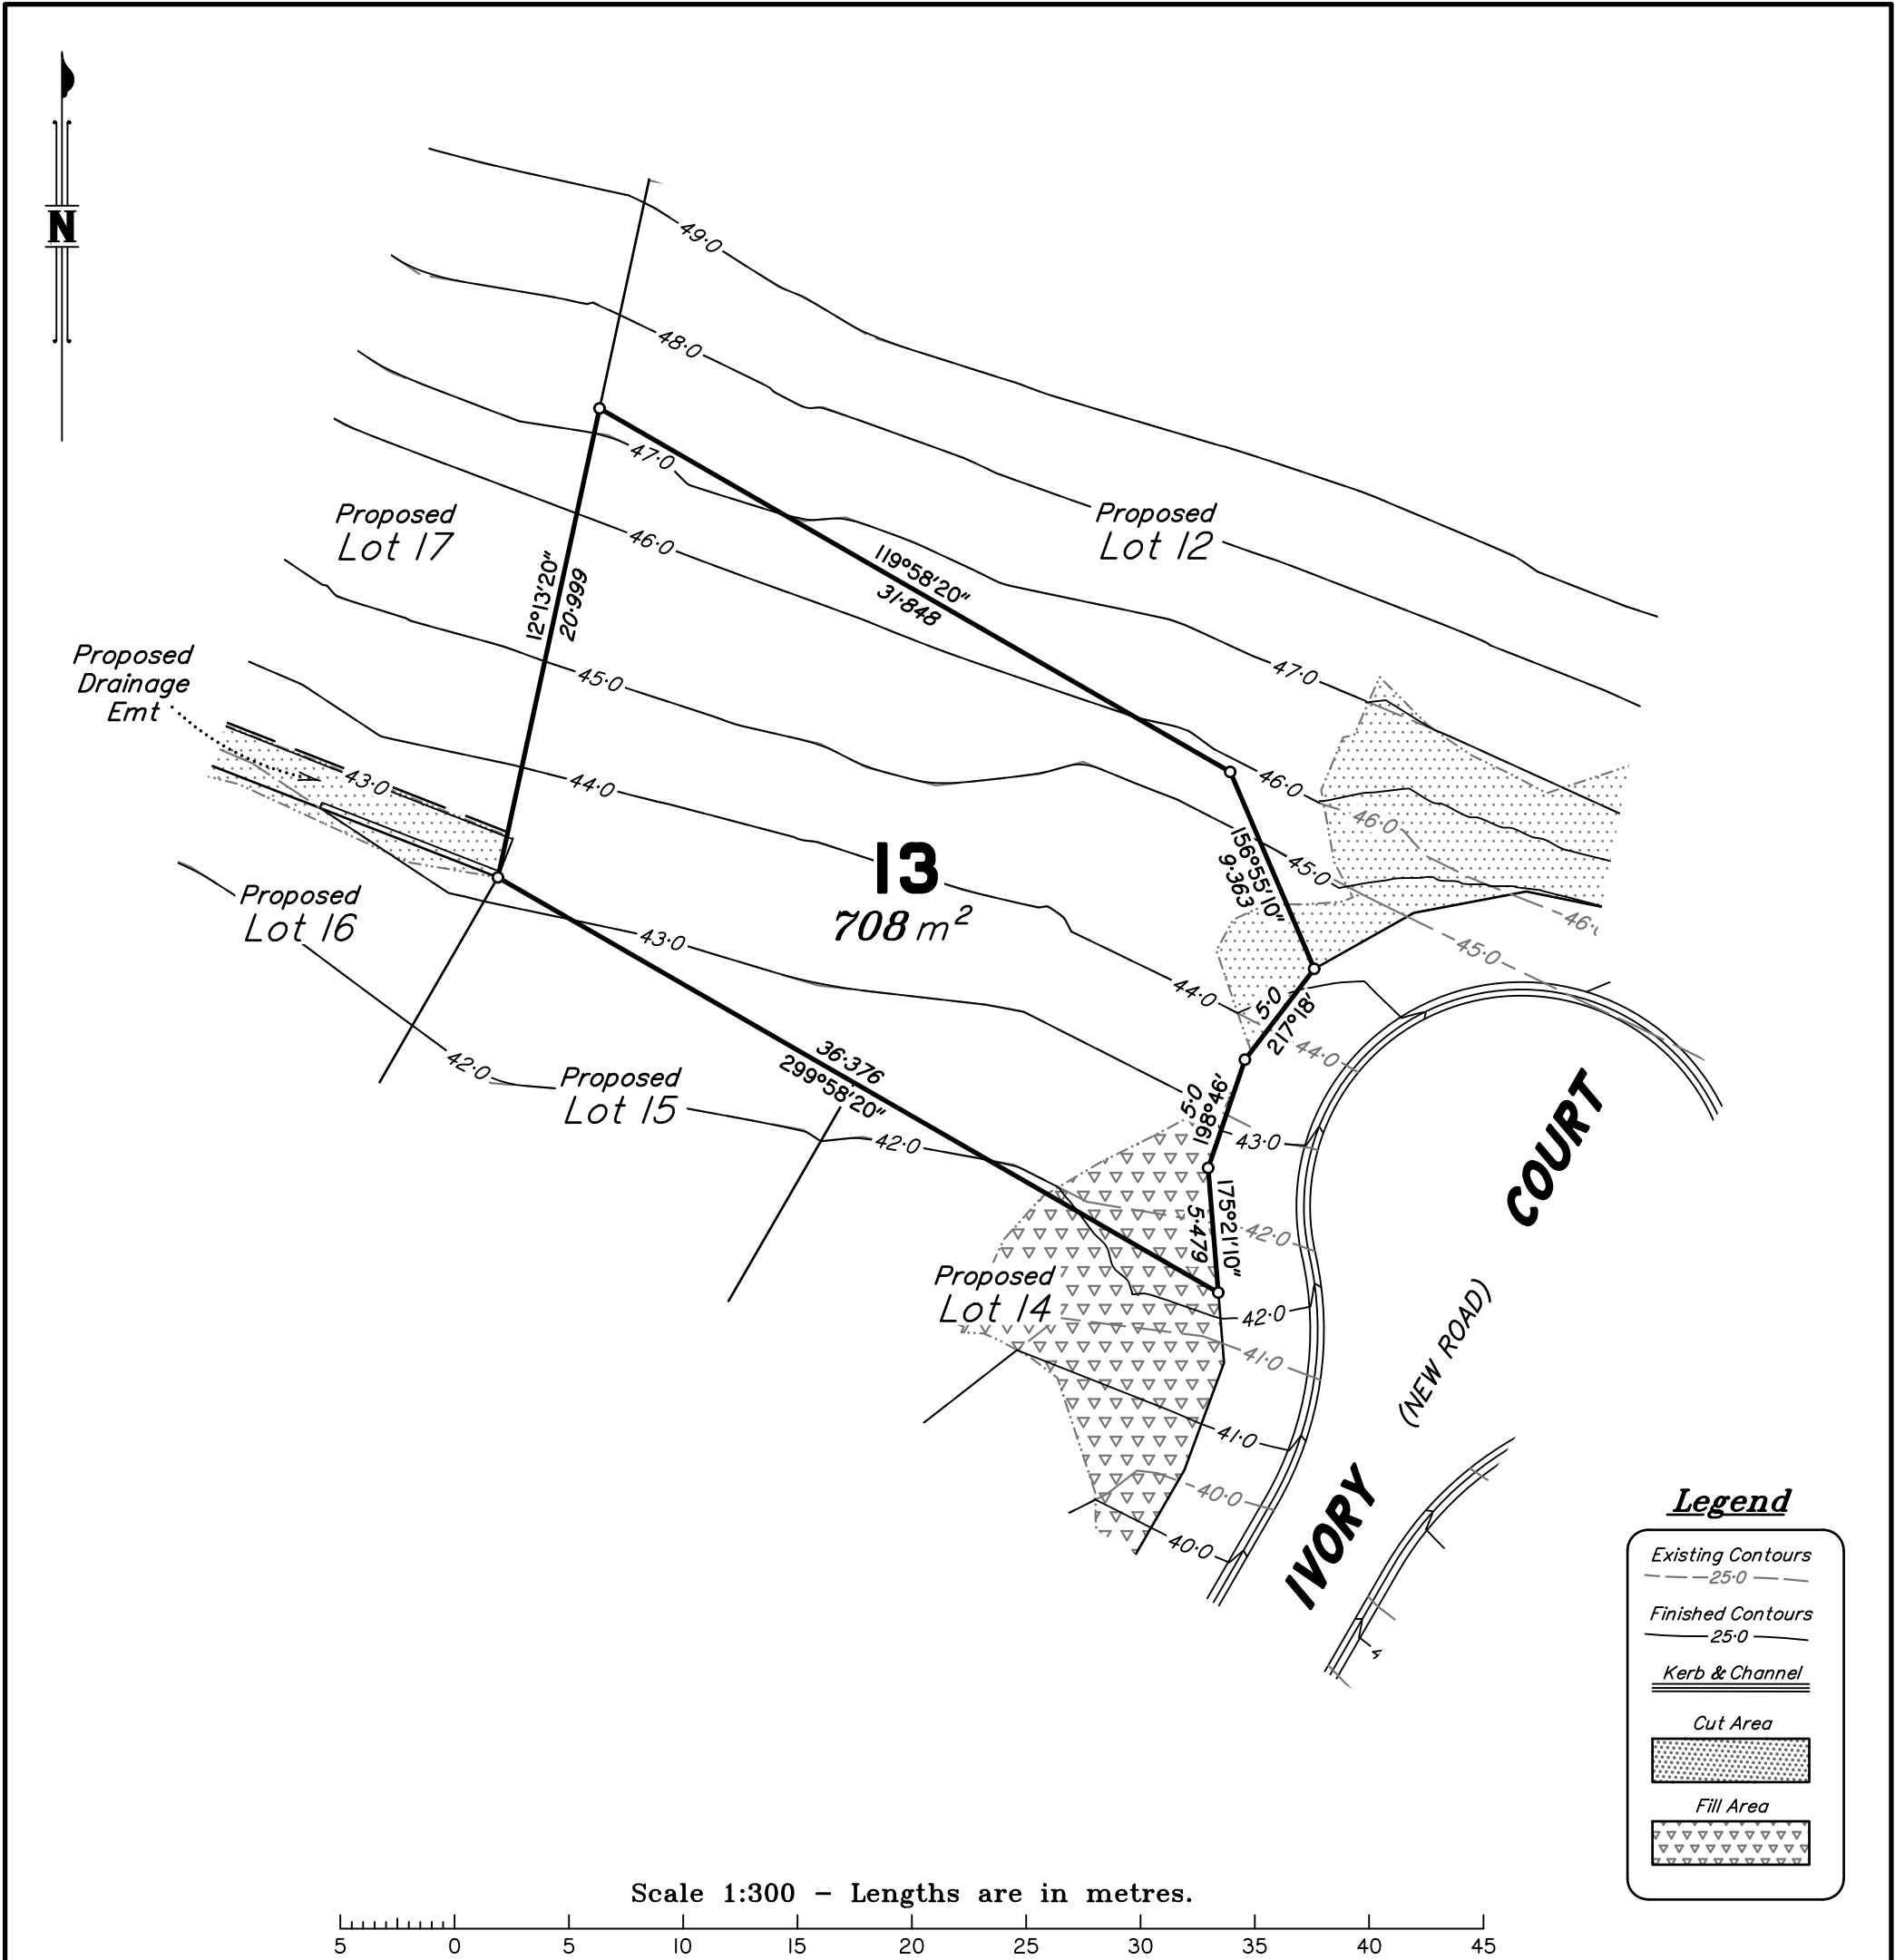 N
49·0
48·0
47·0
Proposed
Lot 17
46·0
Proposed
Lot 12
119°58'20"
31·848
12°13'20"
20·999
Proposed
Drainage
Emt
45·0
47·0
43·0
44·0
46·0
46·0
13
708 m²
156°55'10"
9·363
45·0
46·
45·0
Proposed
Lot 16
43·0
44·0
5·0
217°18'
44·0
42·0
Proposed
Lot 15
36·376
299°58'20"
42·0
5·0
198°46'
43·0
COURT
175°21'10"
5·479
42·0
Proposed
Lot 14
42·0
41·0
(NEW ROAD)
41·0
40·0
40·0
IVORY
4
Legend
Existing Contours
25·0
Finished Contours
25·0
Kerb & Channel
Cut Area
Fill Area
Scale 1:300 – Lengths are in metres.
5 0 5 10 15 20 25 30 35 40 45